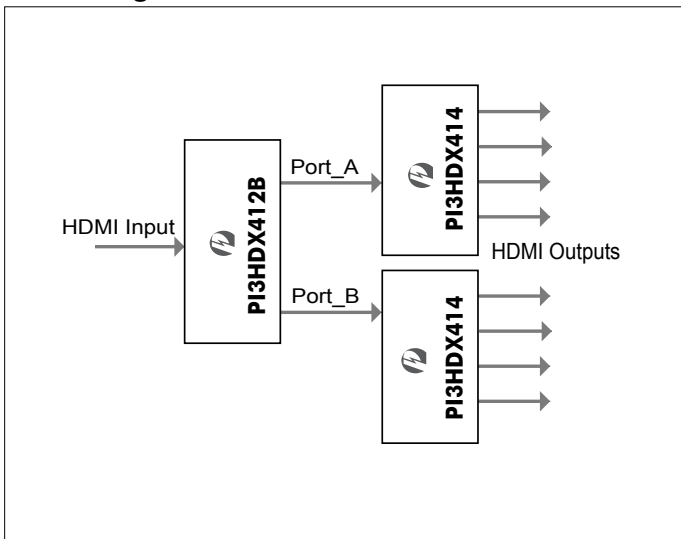 HDMI Input
PI3HDX412B
Port_A
Port_B
PI3HDX414
PI3HDX414
HDMI Outputs